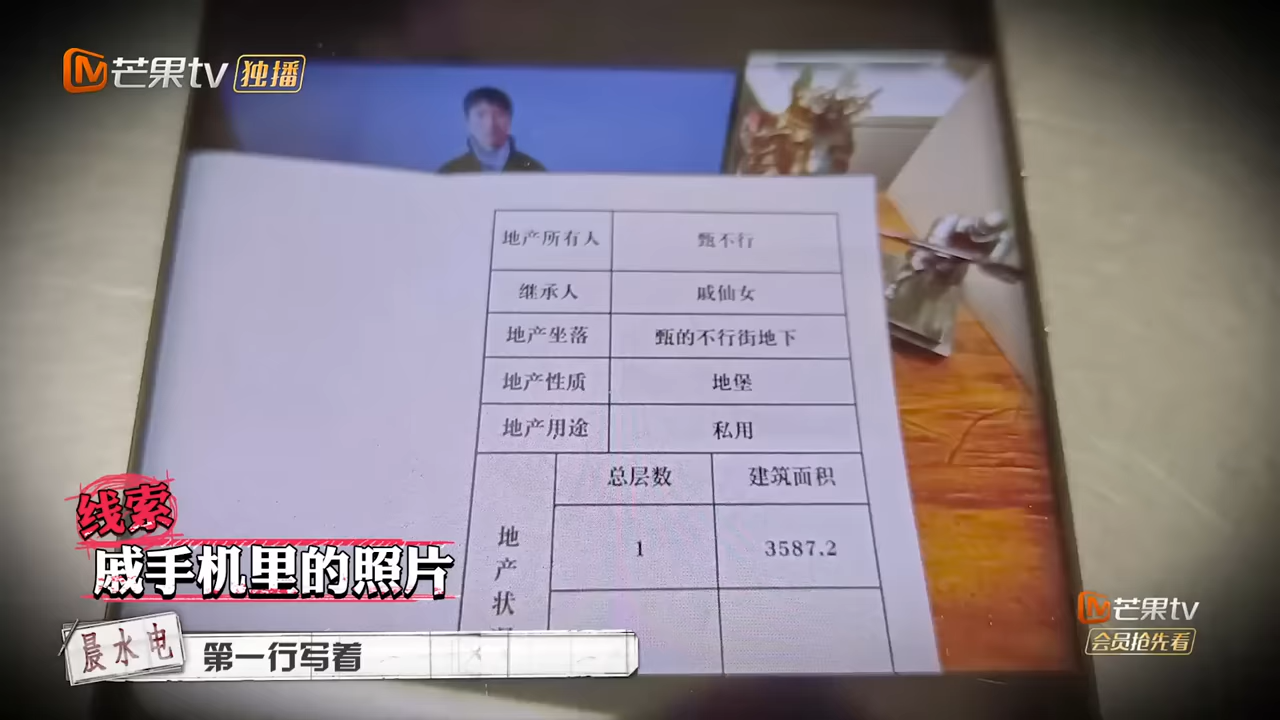 芒果tv 独播
地产所有人 甄不行
继承人 戚仙女
地产坐落 甄的不行街地下
地产性质 地堡
地产用途 私用
总层数 建筑面积
1 3587.2
地产状
线索
戚手机里的照片
晨水电 第一行写着
芒果tv
会员抢先看